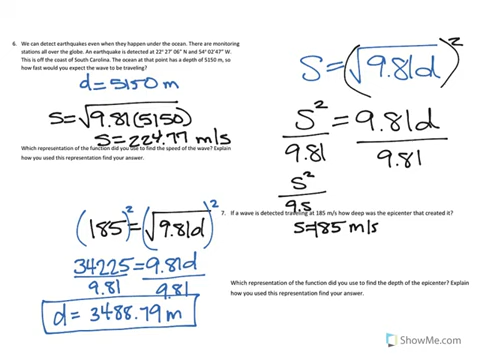 6. We can detect earthquakes even when they happen under the ocean. There are monitoring
stations all over the globe. An earthquake is detected at 22° 27' 06" N and 54° 02'47" W.
This is off the coast of South Carolina. The ocean at that point has a depth of 5150 m, so
how fast would you expect the wave to be traveling?
d = 5150 m
S = √9.81(5150)
S = 224.77 m/s
Which representation of the function did you use to find the speed of the wave? Explain
how you used this representation find your answer.
S = (√9.81d)²
S² = 9.81d
9.81 9.81
S²
9.8
7. If a wave is detected traveling at 185 m/s how deep was the epicenter that created it?
S=185 m/s
(185)² = (√9.81d)²
34225 = 9.81d
9.81 9.81
d = 3488.79 m
Which representation of the function did you use to find the depth of the epicenter? Explain
how you used this representation find your answer.
ShowMe.com